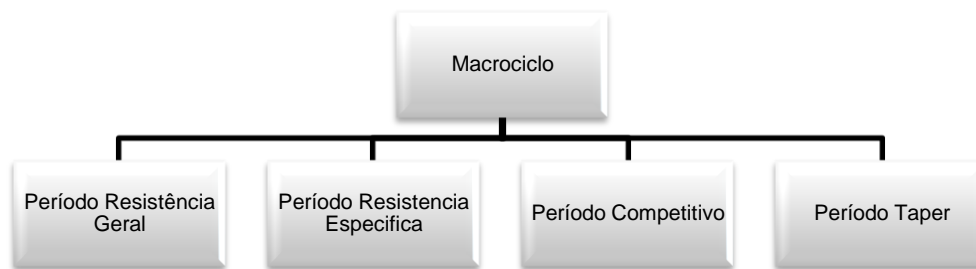 Macrociclo
Período Resistência
Geral
Período Resistencia
Especifica
Período Competitivo
Período Taper